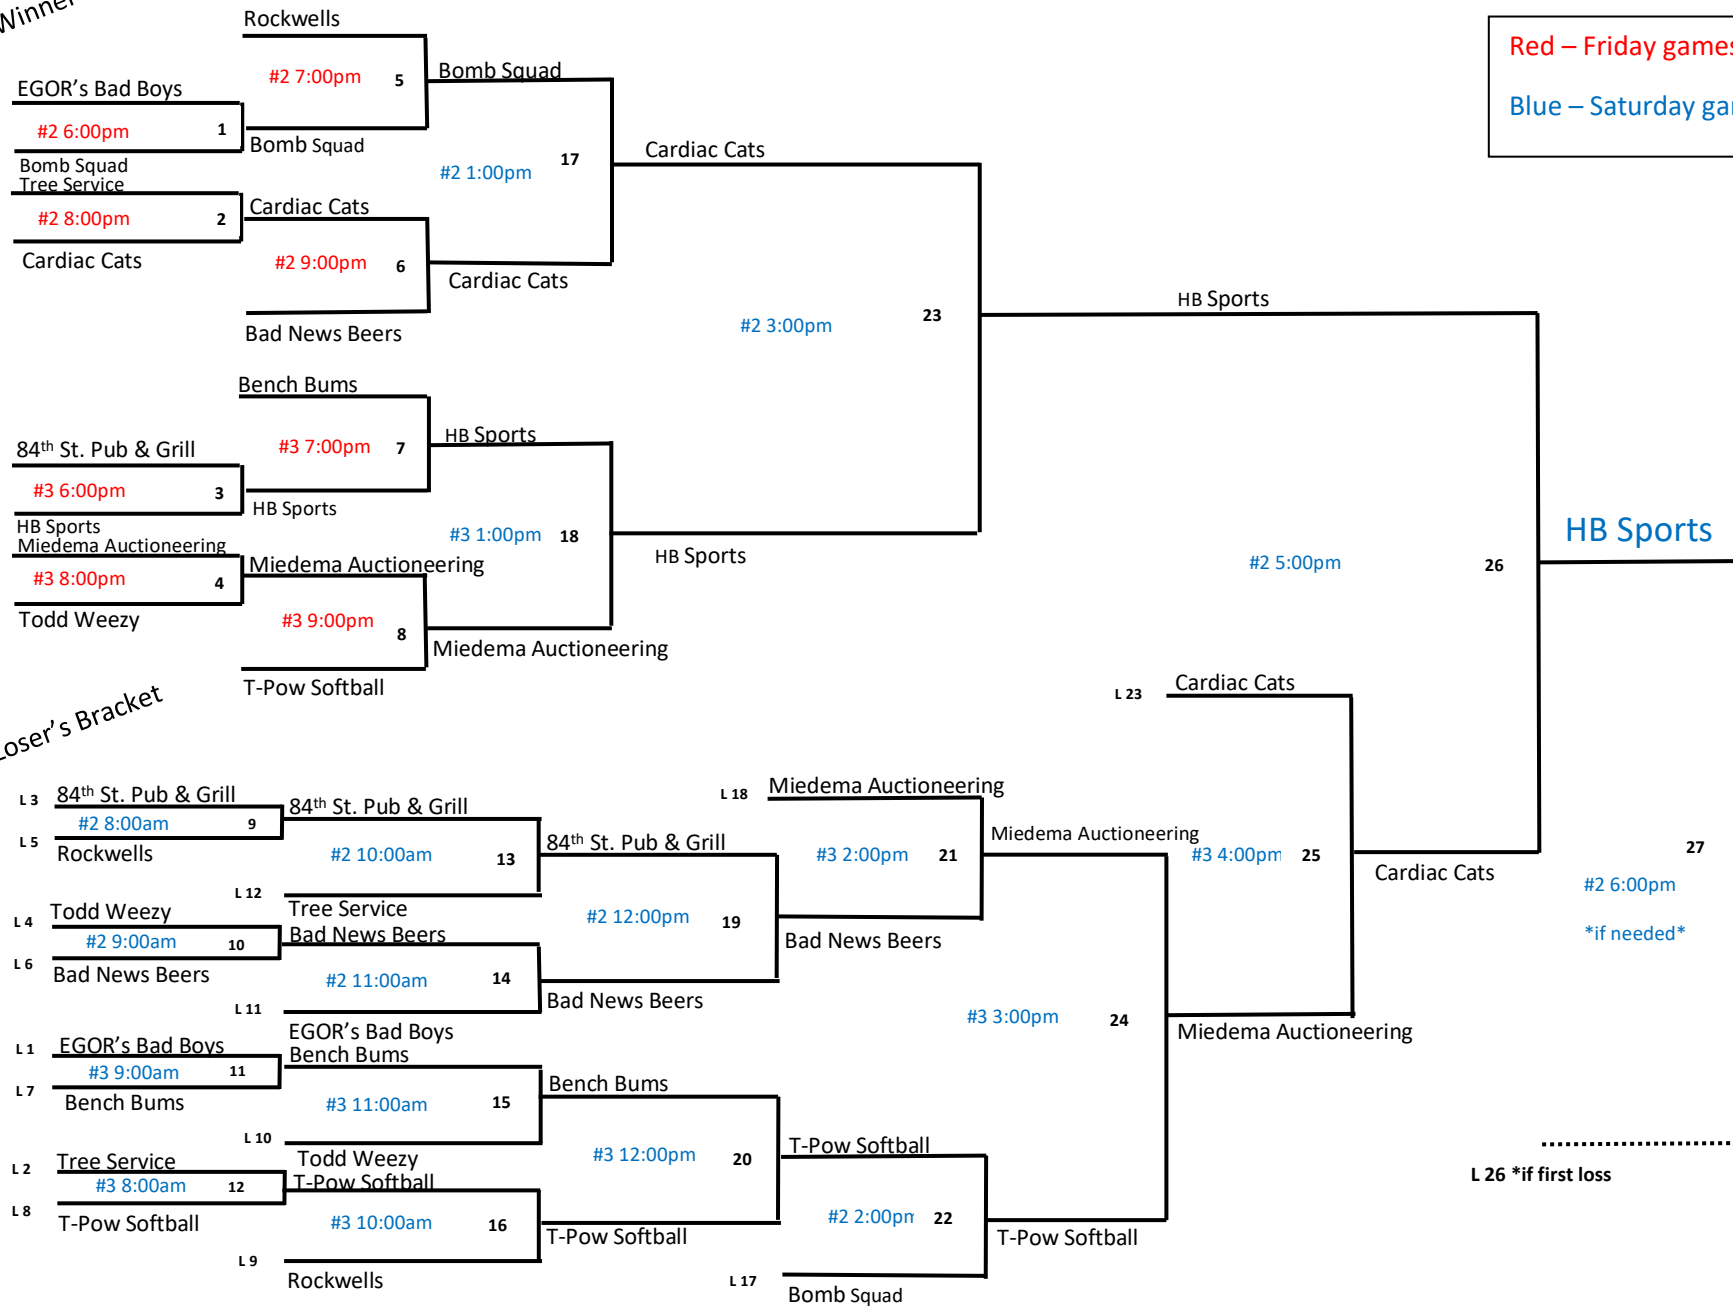 Winner
Rockwells
Red – Friday games
#2 7:00pm 5
Bomb Squad
EGOR's Bad Boys
Blue – Saturday
#2 6:00pm 1
Bomb Squad
Bomb Squad
17
Cardiac Cats
#2 1:00pm
Tree Service
#2 8:00pm 2
Cardiac Cats
Cardiac Cats
#2 9:00pm 6
Cardiac Cats
Bad News Beers
#2 3:00pm 23
HB Sports
Bench Bums
84th St. Pub & Grill
#3 7:00pm 7
HB Sports
#3 6:00pm 3
HB Sports
HB Sports
#3 1:00pm 18
HB Sports
Miedema Auctioneering
#3 8:00pm 4
Miedema Auctioneering
Todd Weezy
#3 9:00pm 8
Miedema Auctioneering
T-Pow Softball
#2 5:00pm 26
HB Sports
Loser's Bracket
L 23 Cardiac Cats
L 3 84th St. Pub & Grill
#2 8:00am 9
L 5 Rockwells
84th St. Pub & Grill
#2 10:00am 13
L 12
Tree Service
84th St. Pub & Grill
L 18 Miedema Auctioneering
#3 2:00pm 21
Miedema Auctioneering
#3 4:00pm 25
Cardiac Cats
27
#2 6:00pm
*if needed*
L 4 Todd Weezy
#2 9:00am 10
L 6 Bad News Beers
Bad News Beers
#2 11:00am 14
L 11
EGOR's Bad Boys
#2 12:00pm 19
Bad News Beers
Bad News Beers
#3 3:00pm 24
Miedema Auctioneering
L 1 EGOR's Bad Boys
#3 9:00am 11
L 7 Bench Bums
Bench Bums
#3 11:00am 15
L 10
Todd Weezy
Bench Bums
#3 12:00pm 20
T-Pow Softball
L 2 Tree Service
#3 8:00am 12
L 8 T-Pow Softball
T-Pow Softball
#3 10:00am 16
L 9
Rockwells
T-Pow Softball
#2 2:00pm 22
T-Pow Softball
L 17
Bomb Squad
L 26 *if first loss